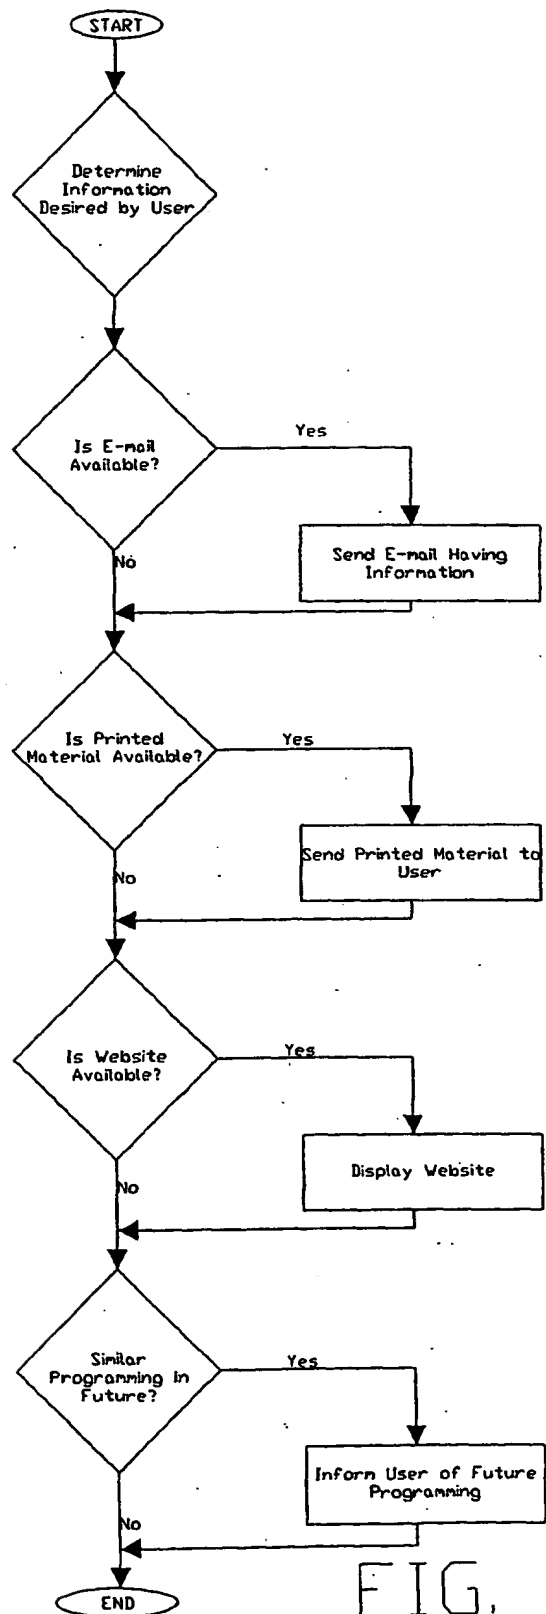 START
Determine
Information
Desired by User
Is E-mail
Available?
Yes
Send E-mail Having
Information
No
Is Printed
Material Available?
Yes
Send Printed Material to
User
No
Is Website
Available?
Yes
Display Website
No
Similar
Programming in
Future?
Yes
Inform User of Future
Programming
No
END
FIG.